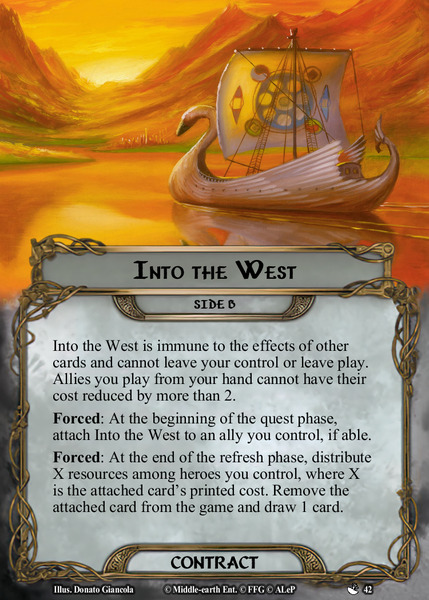 Into the West
SIDE B
Into the West is immune to the effects of other
cards and cannot leave your control or leave play.
Allies you play from your hand cannot have their
cost reduced by more than 2.
Forced: At the beginning of the quest phase,
attach Into the West to an ally you control, if able.
Forced: At the end of the refresh phase, distribute
X resources among heroes you control, where X
is the attached card's printed cost. Remove the
attached card from the game and draw 1 card.
CONTRACT
Illus. Donato Giancola © Middle-earth Ent. © FFG © ALeP 42